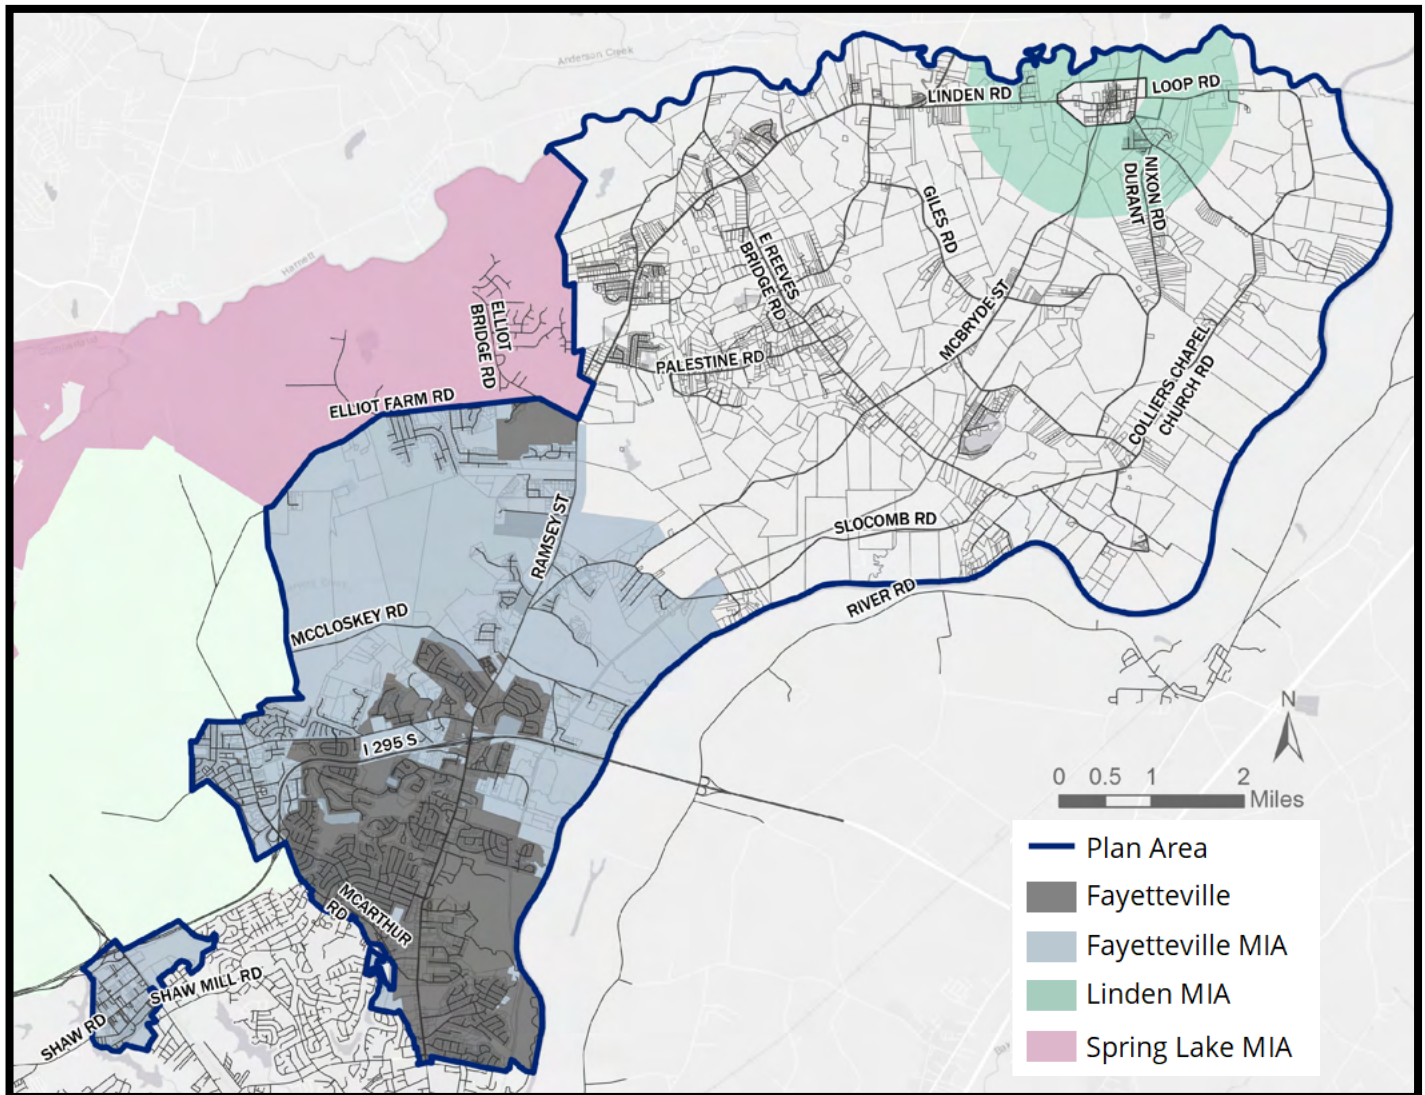 Anderson Creek
LINDEN RD
LOOP RD
NIXON RD
DURANT
GILES RD
E REEVES
BRIDGE RD
Harnett
ELLIOT
BRIDGE RD
MCBRYDE ST
PALESTINE RD
COLLIERS CHAPEL
CHURCH RD
ELLIOT FARM RD
RAMSEY ST
SLOCOMB RD
RIVER RD
MCCLOSKEY RD
I 295 S
MCARTHUR
RD
SHAW MILL RD
SHAW RD
N
0 0.5 1 2
Miles
Plan Area
Fayetteville
Fayetteville MIA
Linden MIA
Spring Lake MIA